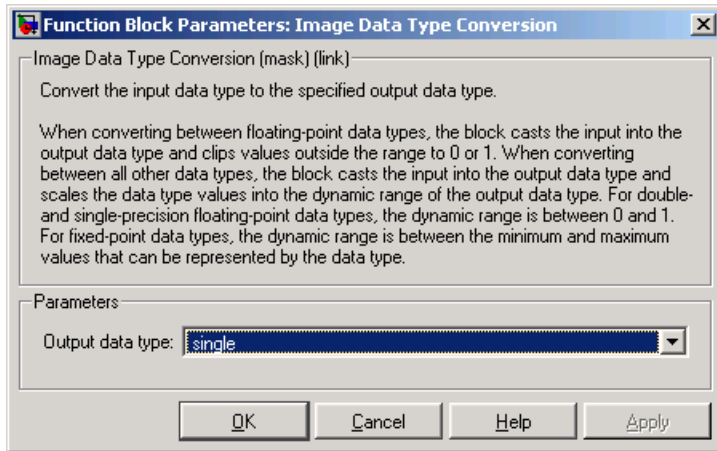 Function Block Parameters: Image Data Type Conversion
Image Data Type Conversion (mask) (link)
Convert the input data type to the specified output data type.
When converting between floating-point data types, the block casts the input into the
output data type and clips values outside the range to 0 or 1. When converting
between all other data types, the block casts the input into the output data type and
scales the data type values into the dynamic range of the output data type. For double-
and single-precision floating-point data types, the dynamic range is between 0 and 1.
For fixed-point data types, the dynamic range is between the minimum and maximum
values that can be represented by the data type.
Parameters
Output data type: single
OK Cancel Help Apply